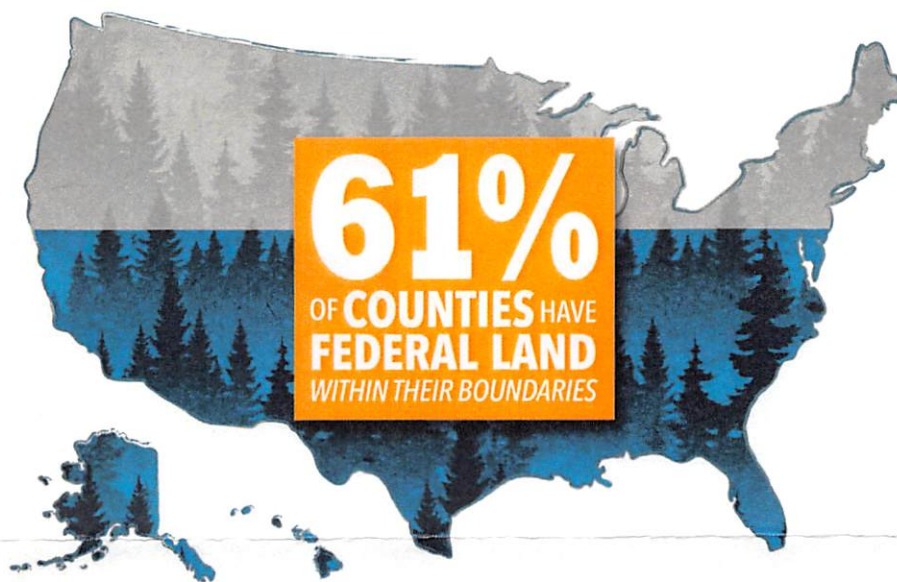 61%
OF COUNTIES HAVE
FEDERAL LAND
WITHIN THEIR BOUNDARIES